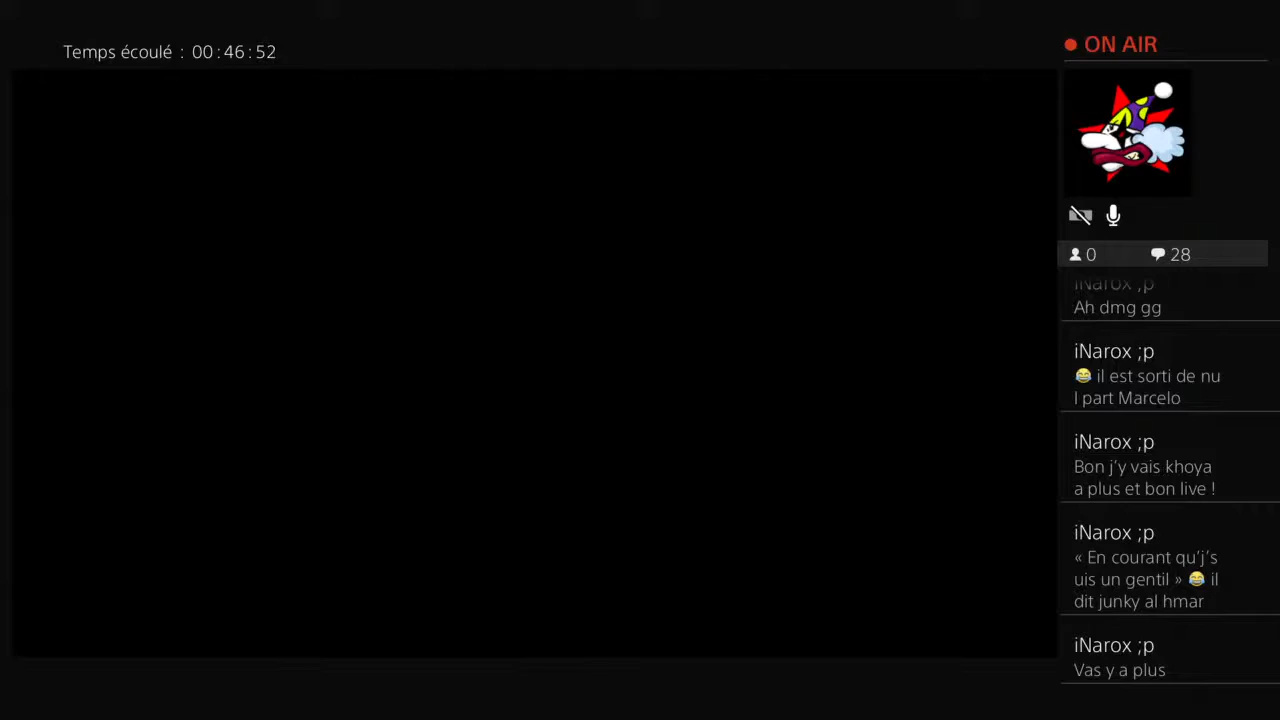 Temps écoulé : 00:46:52
ON AIR
0 28
iNarox ;p
Ah dmg gg
iNarox ;p
😂 il est sorti de nu
l part Marcelo
iNarox ;p
Bon j’y vais khoya
a plus et bon live !
iNarox ;p
« En courant qu’j’s
uis un gentil » 😂 il
dit junky al hmar
iNarox ;p
Vas y a plus